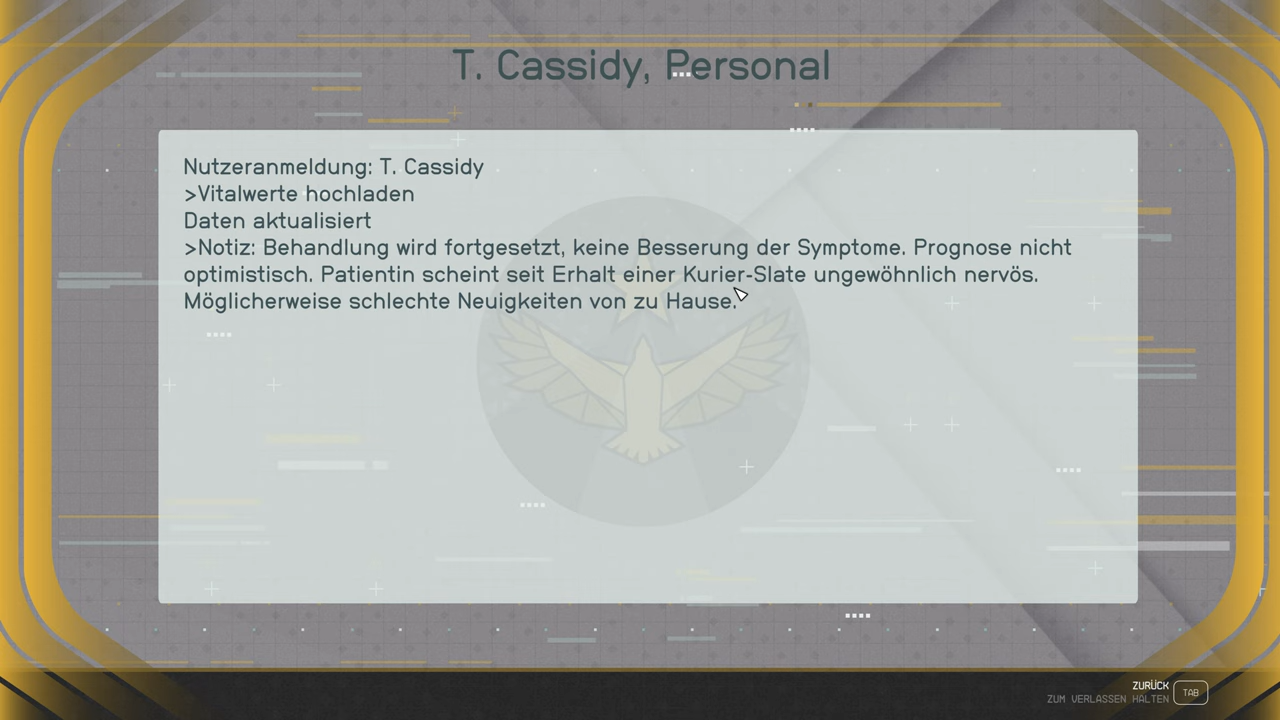 T. Cassidy, Personal
Nutzeranmeldung: T. Cassidy
>Vitalwerte hochladen
Daten aktualisiert
>Notiz: Behandlung wird fortgesetzt, keine Besserung der Symptome. Prognose nicht
optimistisch. Patientin scheint seit Erhalt einer Kurier-Slate ungewöhnlich nervös.
Möglicherweise schlechte Neuigkeiten von zu Hause.
ZURÜCK
ZUM VERLASSEN HALTEN
TAB